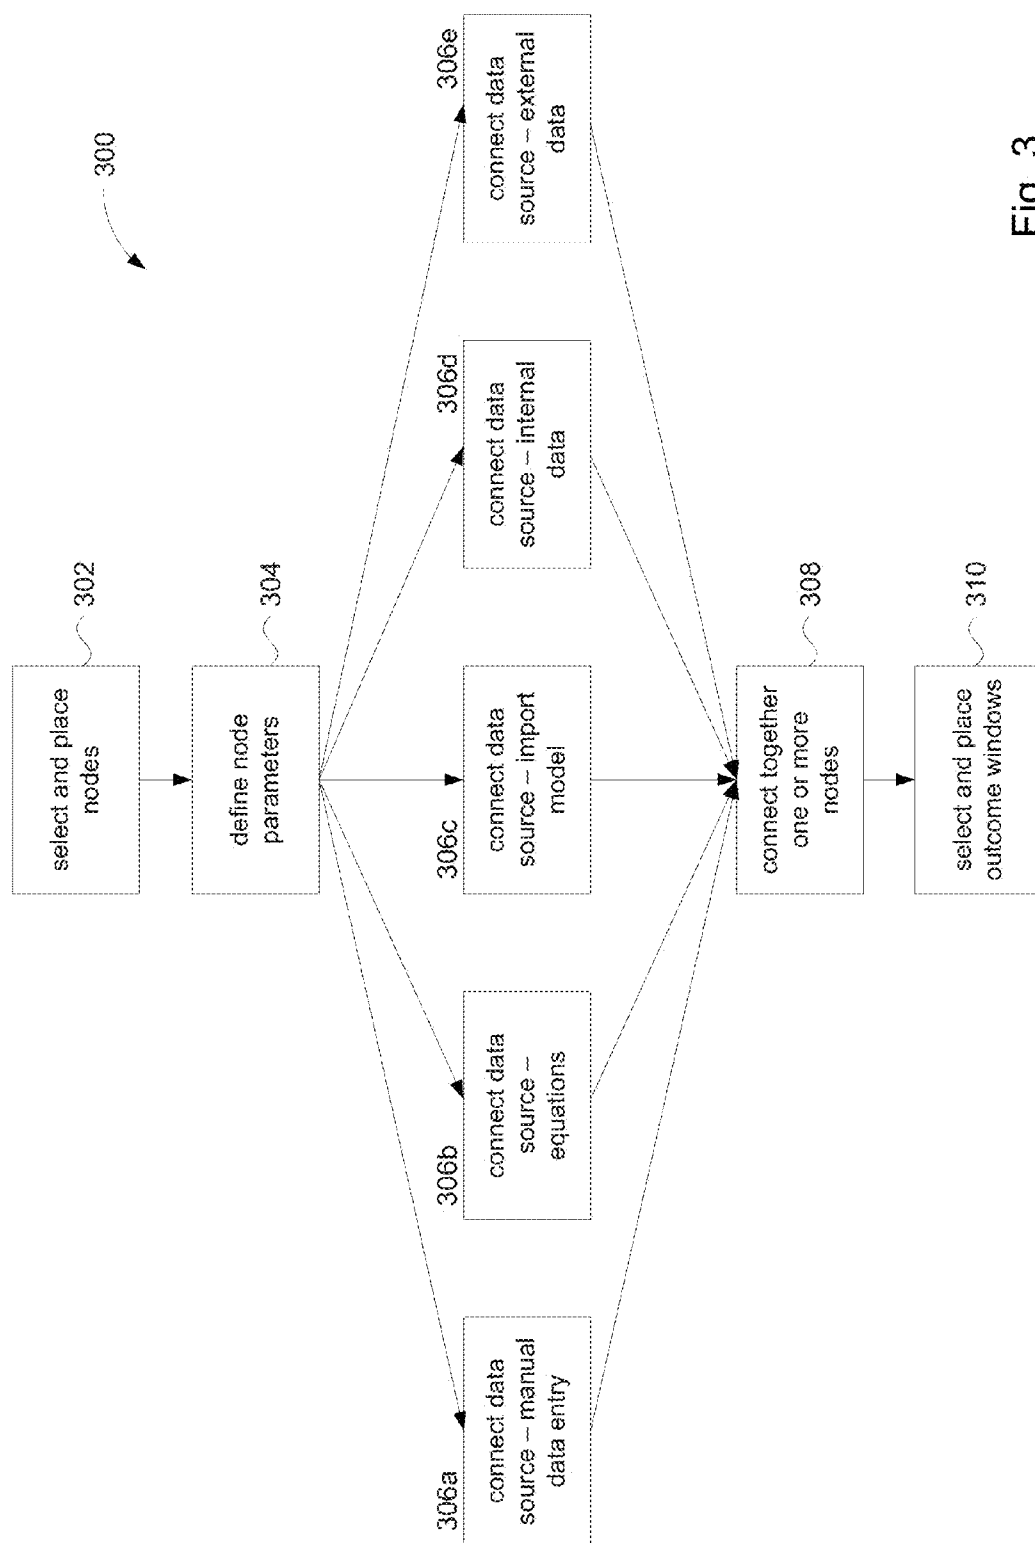 300
select and place
nodes
302
define node
parameters
304
306a
connect data
source – manual
data entry
306b
connect data
source –
equations
306c
connect data
source – import
model
306d
connect data
source – internal
data
306e
connect data
source – external
data
connect together
one or more
nodes
308
select and place
outcome windows
310
Fig. 3